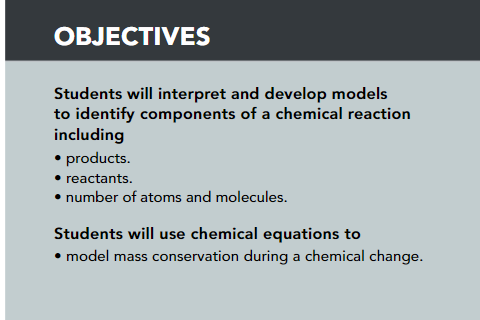 OBJECTIVES
Students will interpret and develop models
to identify components of a chemical reaction
including
• products.
• reactants.
• number of atoms and molecules.
Students will use chemical equations to
• model mass conservation during a chemical change.